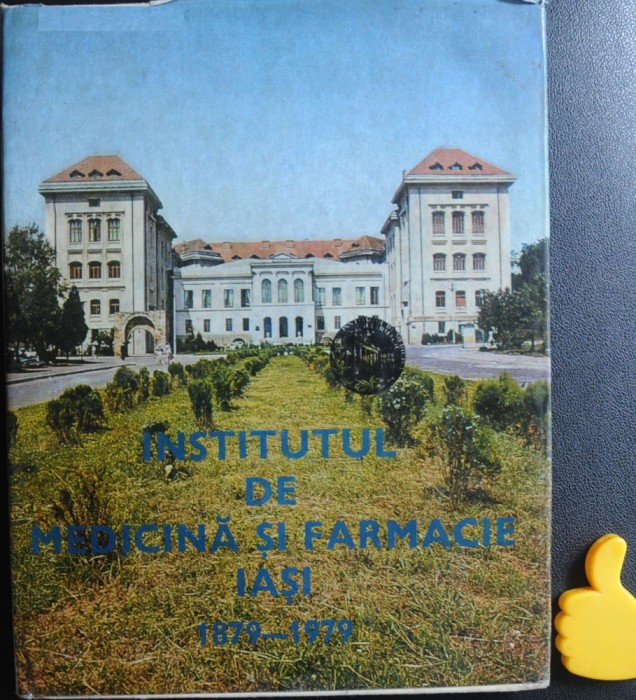 INSTITUTUL
DE
MEDICINĂ ȘI FARMACIE
IAȘI
1879—1979